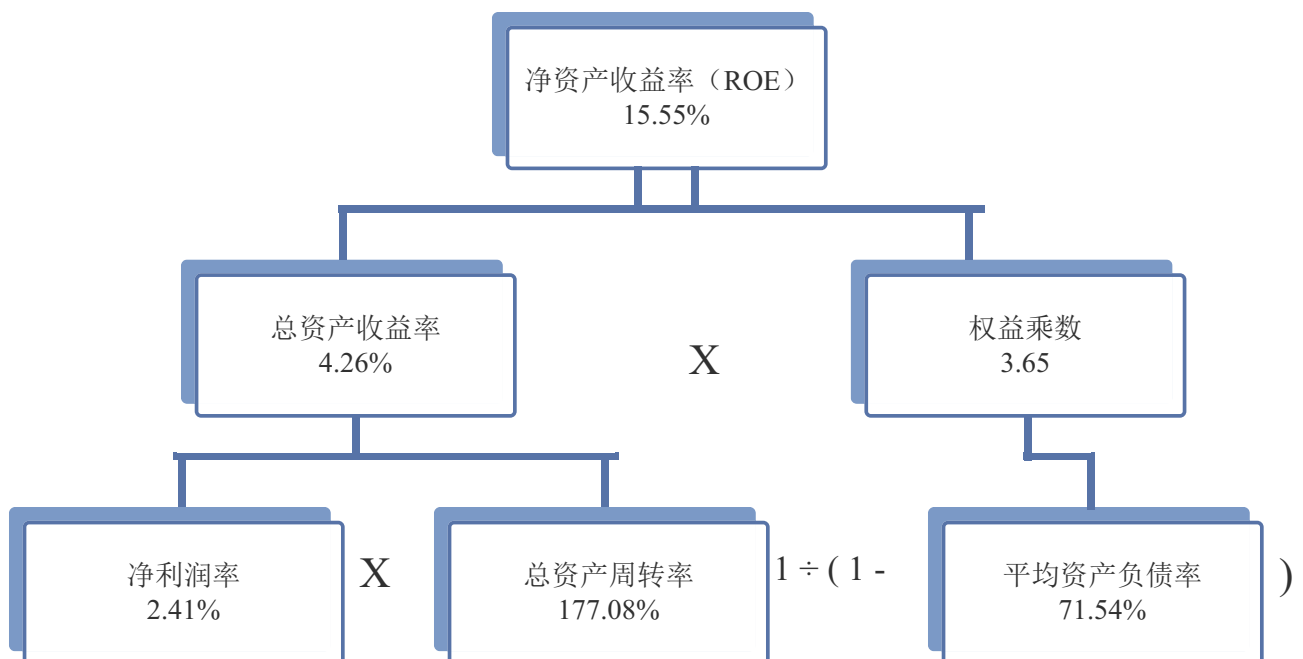 净资产收益率（ROE）
15.55%
总资产收益率
4.26%
X
权益乘数
3.65
净利润率
2.41%
X
总资产周转率
177.08%
1 ÷ ( 1 -
平均资产负债率
71.54%
)